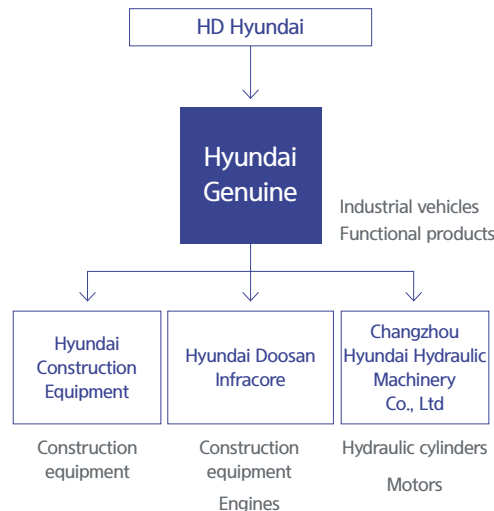 HD Hyundai
Hyundai
Genuine
Industrial vehicles
Functional products
Hyundai
Construction
Equipment
Hyundai Doosan
Infracore
Changzhou
Hyundai Hydraulic
Machinery
Co., Ltd
Construction
equipment
Construction
equipment
Engines
Hydraulic cylinders
Motors